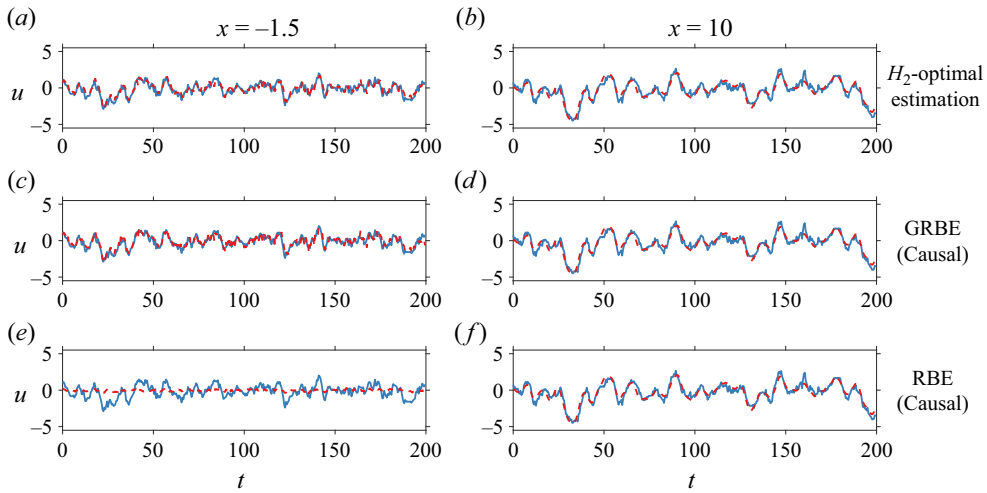 (a) x = –1.5 (b) x = 10
5 5
u 0 0 H2-optimal
estimation
–5 –5
0 50 100 150 200 0 50 100 150 200
(c) (d)
5 5
u 0 0 GRBE
(Causal)
–5 –5
0 50 100 150 200 0 50 100 150 200
(e) (f)
5 5
u 0 0 RBE
(Causal)
–5 –5
0 50 100 150 200 0 50 100 150 200
t t